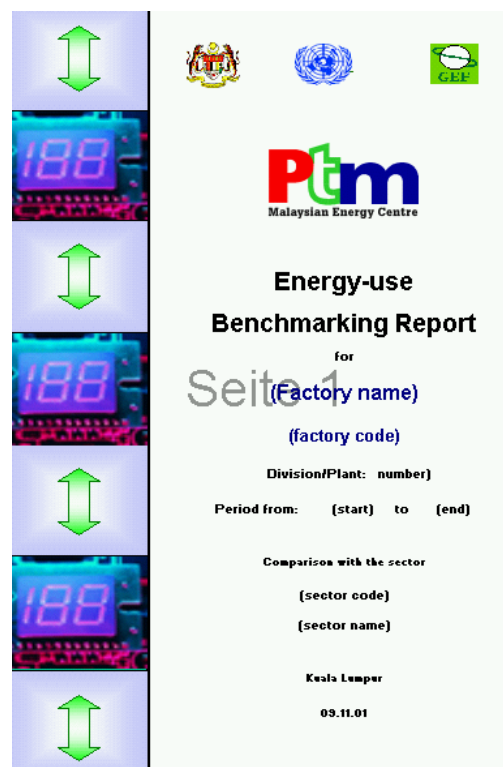 GEF
Ptm
Malaysian Energy Centre
Energy-use
Benchmarking Report
for
Seite 1
(Factory name)
(factory code)
Division/Plant: number)
Period from: (start) to (end)
Comparison with the sector
(sector code)
(sector name)
Kuala Lumpur
09.11.01
188
188
188